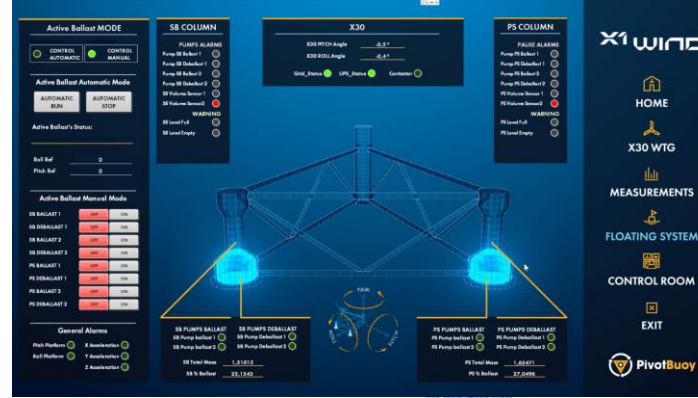 Active Ballast MODE
CONTROL AUTOMATIC
CONTROL MANUAL
Active Ballast Automatic Mode
AUTOMATIC RUN
AUTOMATIC STOP
Active Ballast's Status:
Roll Ref 0
Pitch Ref 0
Active Ballast Manual Mode
SB BALLAST 1 OFF ON
SB DEBALLAST 1 OFF ON
SB BALLAST 2 OFF ON
SB DEBALLAST 2 OFF ON
PS BALLAST 1 OFF ON
PS DEBALLAST 1 OFF ON
PS BALLAST 2 OFF ON
PS DEBALLAST 2 OFF ON
General Alarms
Pitch Platform X Acceleration
Roll Platform Y Acceleration
Z Acceleration
SB COLUMN
PUMPS ALARMS
Pump SB Ballast 1
Pump SB Deballast 1
Pump SB Ballast 2
Pump SB Deballast 2
SB Volume Sensor 1
SB Volume Sensor2
WARNING
SB Level Full
SB Level Empty
X30
X30 PITCH Angle -0,3 °
X30 ROLL Angle -0,4 °
Grid_Status UPS_Status Contactor
PS COLUMN
PAUSE ALARMS
Pump PS Ballast 1
Pump PS Deballast 1
Pump PS Ballast 2
Pump PS Deballast 2
PS Volume Sensor 1
PS Volume Sensor2
WARNING
PS Level Full
PS Level Empty
YAW
ROLL
PITCH
SB PUMPS BALLAST SB PUMPS DEBALLAST
SB Pump ballast 1 SB Pump Deballast 1
SB Pump ballast 2 SB Pump Deballast 2
SB Total Mass 1,51013
SB % Ballast 25,1542
PS PUMPS BALLAST PS PUMPS DEBALLAST
PS Pump ballast 1 PS Pump Deballast 1
PS Pump ballast 2 PS Pump Deballast 2
PS Total Mass 1,62471
PS % Ballast 27,0496
X1 WIND
HOME
X30 WTG
MEASUREMENTS
FLOATING SYSTEM
CONTROL ROOM
EXIT
PivotBuoy